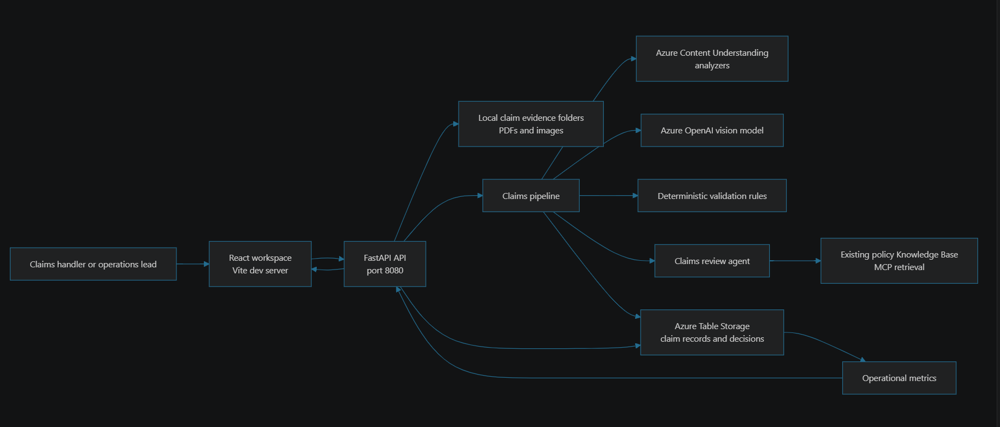 Azure Content Understanding
analyzers
Local claim evidence folders
PDFs and images
Azure OpenAI vision model
Claims pipeline
Deterministic validation rules
Claims handler or operations lead
React workspace
Vite dev server
FastAPI API
port 8080
Claims review agent
Existing policy Knowledge Base
MCP retrieval
Azure Table Storage
claim records and decisions
Operational metrics